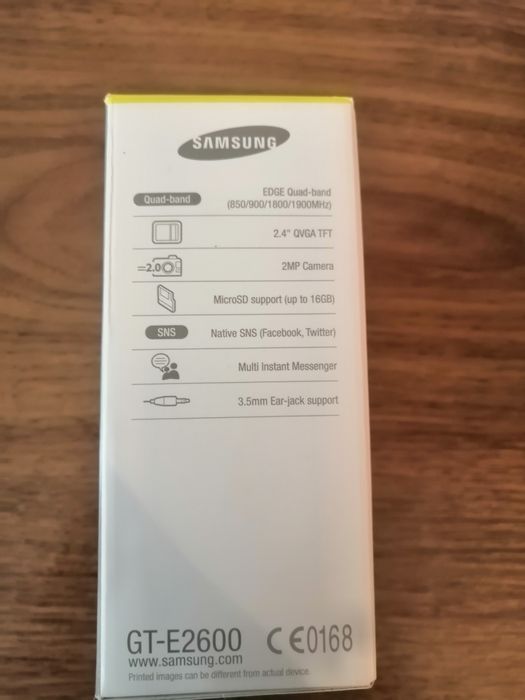 SAMSUNG
Quad-band
EDGE Quad-band
(850/900/1800/1900MHz)
2.4" QVGA TFT
=2.0
2MP Camera
MicroSD support (up to 16GB)
SNS
Native SNS (Facebook, Twitter)
Multi Instant Messenger
3.5mm Ear-jack support
GT-E2600 CE0168
www.samsung.com
Printed images can be different from actual device.